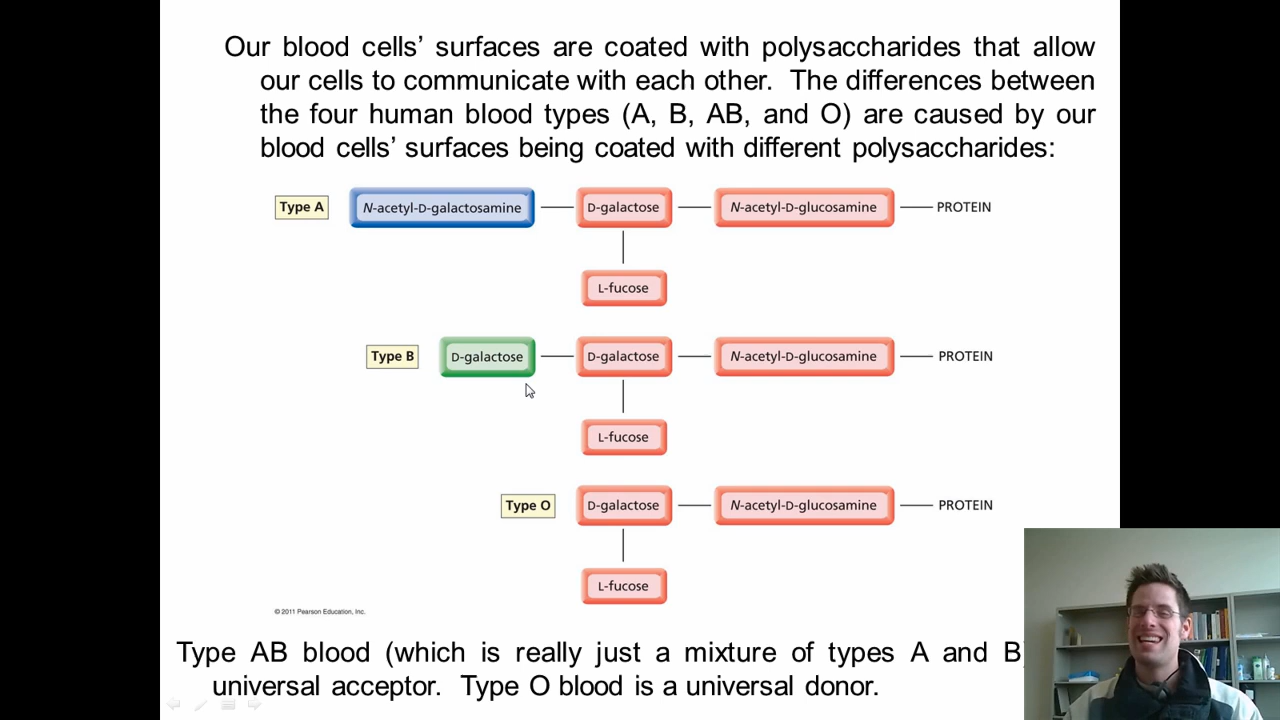 Our blood cells’ surfaces are coated with polysaccharides that allow
our cells to communicate with each other. The differences between
the four human blood types (A, B, AB, and O) are caused by our
blood cells’ surfaces being coated with different polysaccharides:
Type A N-acetyl-D-galactosamine D-galactose N-acetyl-D-glucosamine PROTEIN
L-fucose
Type B D-galactose D-galactose N-acetyl-D-glucosamine PROTEIN
L-fucose
Type O D-galactose N-acetyl-D-glucosamine PROTEIN
L-fucose
© 2011 Pearson Education, Inc.
Type AB blood (which is really just a mixture of types A and B)
universal acceptor. Type O blood is a universal donor.